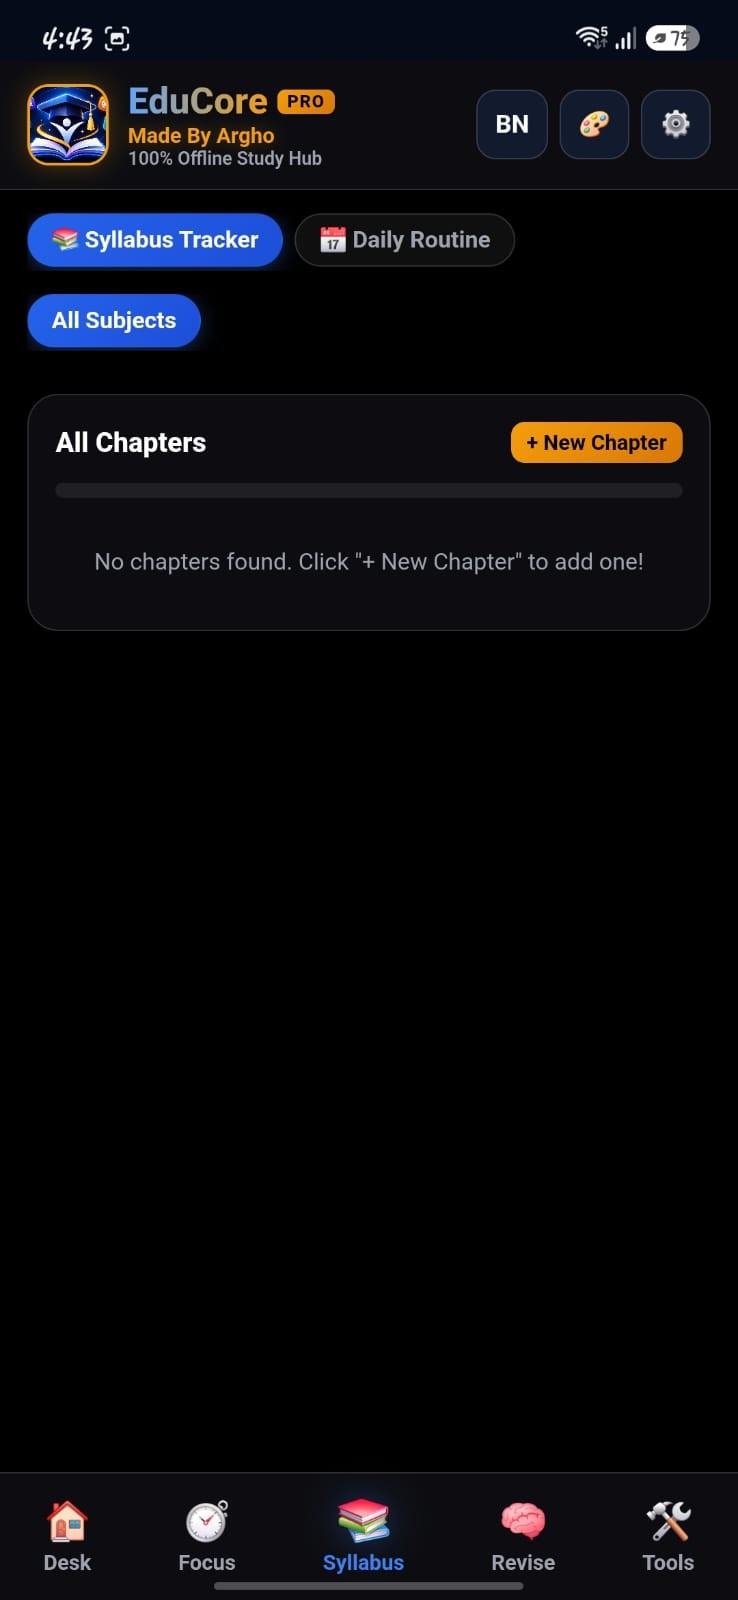 4:43 75
EduCore PRO
Made By Argho
100% Offline Study Hub
BN
📚 Syllabus Tracker 📅 Daily Routine
All Subjects
All Chapters + New Chapter
No chapters found. Click "+ New Chapter" to add one!
Desk Focus Syllabus Revise Tools